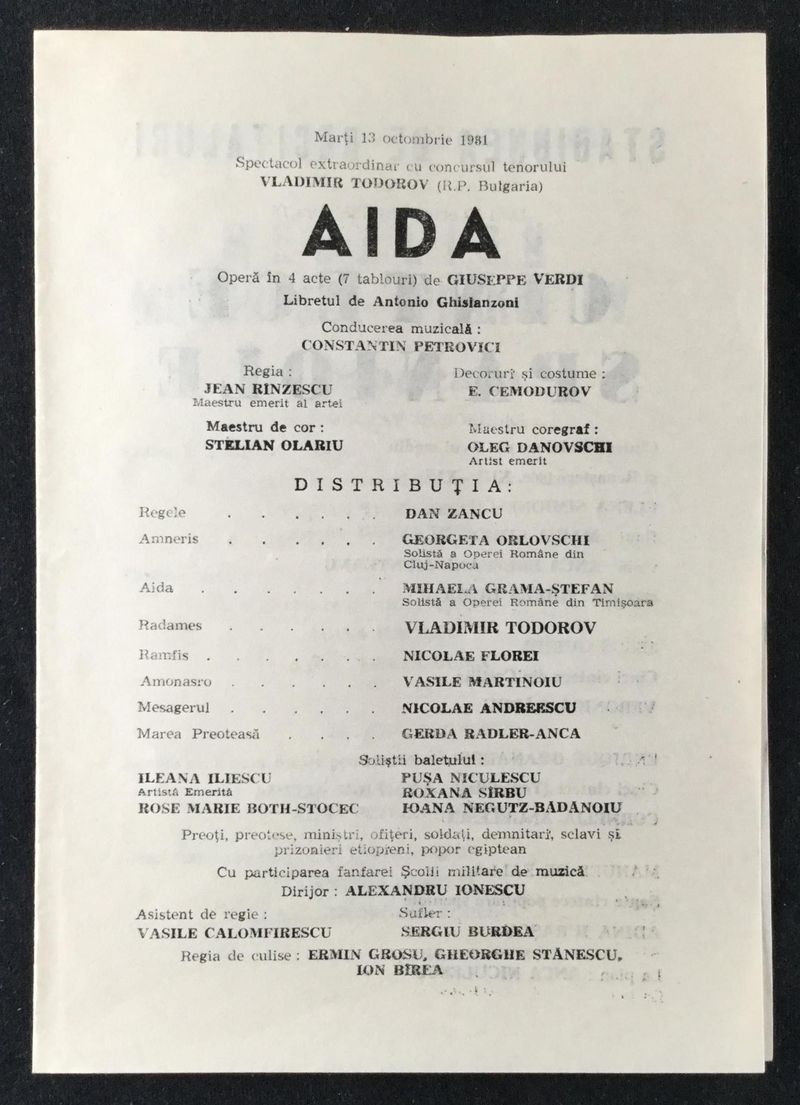 Marți 13 octombrie 1981
Spectacol extraordinar cu concursul tenorului
VLADIMIR TODOROV (R.P. Bulgaria)
AIDA
Operă în 4 acte (7 tablouri) de GIUSEPPE VERDI
Libretul de Antonio Ghislanzoni
Conducerea muzicală :
CONSTANTIN PETROVICI
Regia :
JEAN RÎNZESCU
Maestru emerit al artei
Decoruri și costume :
E. CEMODUROV
Maestru de cor :
STELIAN OLARIU
Maestru coregraf :
OLEG DANOVSCHI
Artist emerit
DISTRIBUȚIA:
Regele . . . . . . DAN ZANCU
Amneris . . . . . . GEORGETA ORLOVSCHI
Solistă a Operei Române din
Cluj-Napoca
Aida . . . . . . . MIHAELA GRAMA-ȘTEFAN
Solistă a Operei Române din Timișoara
Radames . . . . . . VLADIMIR TODOROV
Ramfis . . . . . . . NICOLAE FLOREI
Amonasro . . . . . . VASILE MARTINOIU
Mesagerul . . . . . . NICOLAE ANDREESCU
Marea Preoteasă . . . . GERDA RADLER-ANCA
Soliștii baletului :
ILEANA ILIESCU PUȘA NICULESCU
Artistă Emerită ROXANA SÎRBU
ROSE MARIE BOTH-STOCEC IOANA NEGUTZ-BĂDĂNOIU
Preoți, preotese, miniștri, ofițeri, soldați, demnitari, sclavi și
prizonieri etiopieni, popor egiptean
Cu participarea fanfarei Școlii militare de muzică
Dirijor : ALEXANDRU IONESCU
Asistent de regie :
VASILE CALOMFIRESCU
Sufler :
SERGIU BURDEA
Regia de culise : ERMIN GROSU, GHEORGHE STĂNESCU,
ION BÎREA